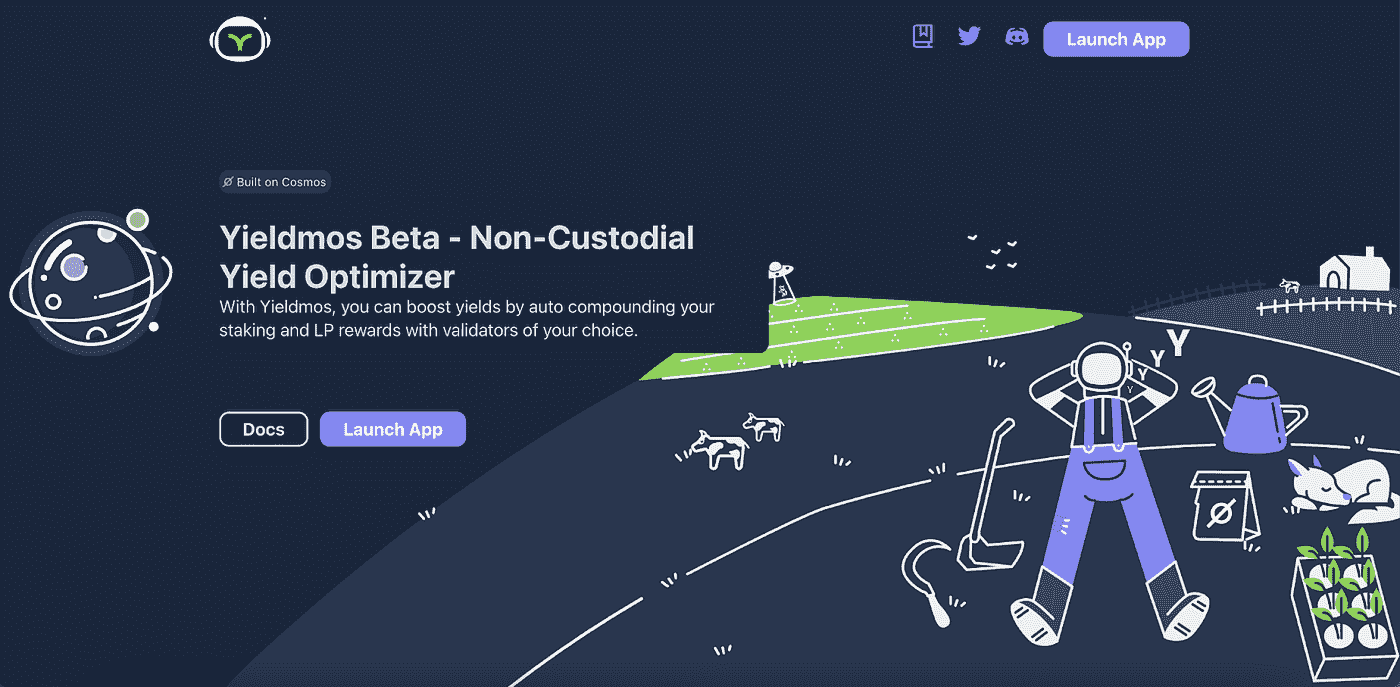 Launch App
Built on Cosmos
Yieldmos Beta - Non-Custodial
Yield Optimizer
With Yieldmos, you can boost yields by auto compounding your
staking and LP rewards with validators of your choice.
Docs
Launch App
Y
Y
Y
Y